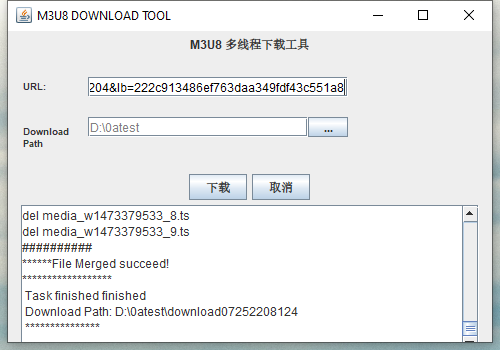 M3U8 DOWNLOAD TOOL
M3U8 多线程下载工具
URL:
204&lb=222c913486ef763daa349fdf43c551a8
Download
Path
D:\0atest
...
下载
取消
del media_w1473379533_8.ts
del media_w1473379533_9.ts
##########
******File Merged succeed!
******************
Task finished finished
Download Path: D:\0atest\download07252208124
***************